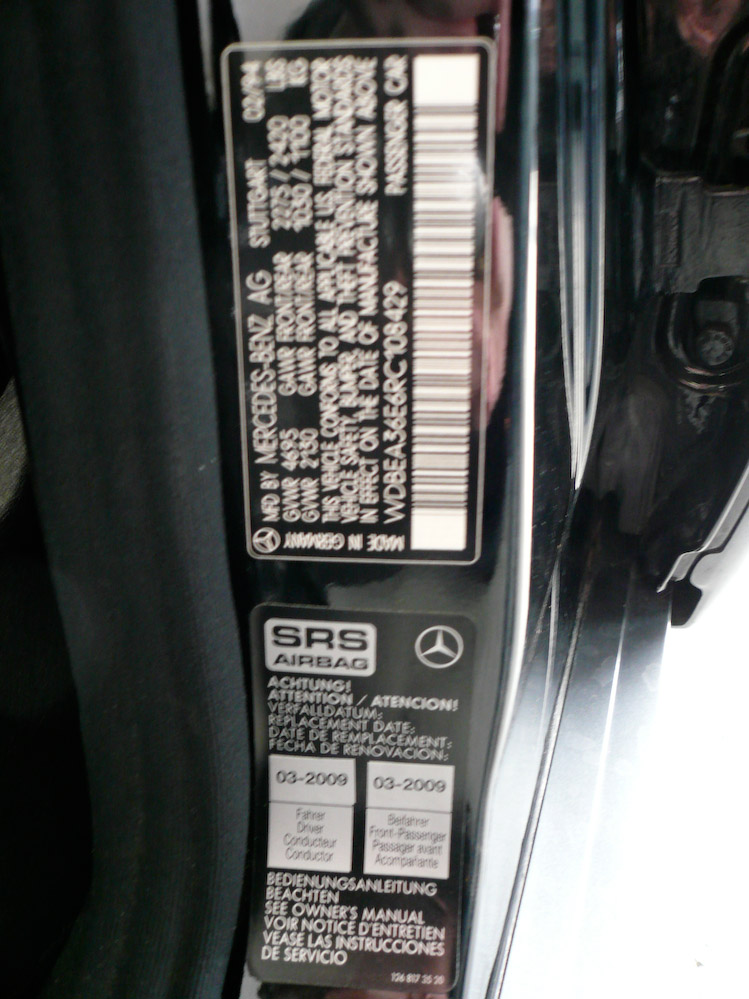 MFD BY MERCEDES-BENZ AG STUTTGART 02/94
GVWR 4695 GAWR FRONT/REAR 2275 / 2420 LBS
GVWR 2130 GAWR FRONT/REAR 1030 / 1100 KG
THIS VEHICLE CONFORMS TO ALL APPLICABLE U.S. FEDERAL MOTOR
VEHICLE SAFETY, BUMPER, AND THEFT PREVENTION STANDARDS
IN EFFECT ON THE DATE OF MANUFACTURE SHOWN ABOVE
WDBEA36E6RC108429 PASSENGER CAR
MADE IN
GERMANY
SRS
AIRBAG
ACHTUNG!
ATTENTION / ATENCION!
VERFALLDATUM:
REPLACEMENT DATE:
DATE DE REMPLACEMENT:
FECHA DE RENOVACION:
03-2009
Fahrer
Driver
Conducteur
Conductor
03-2009
Beifahrer
Front-Passenger
Passager avant
Acompañante
BEDIENUNGSANLEITUNG
BEACHTEN
SEE OWNER'S MANUAL
VOIR NOTICE D'ENTRETIEN
VEASE LAS INSTRUCCIONES
DE SERVICIO
126 817 35 20